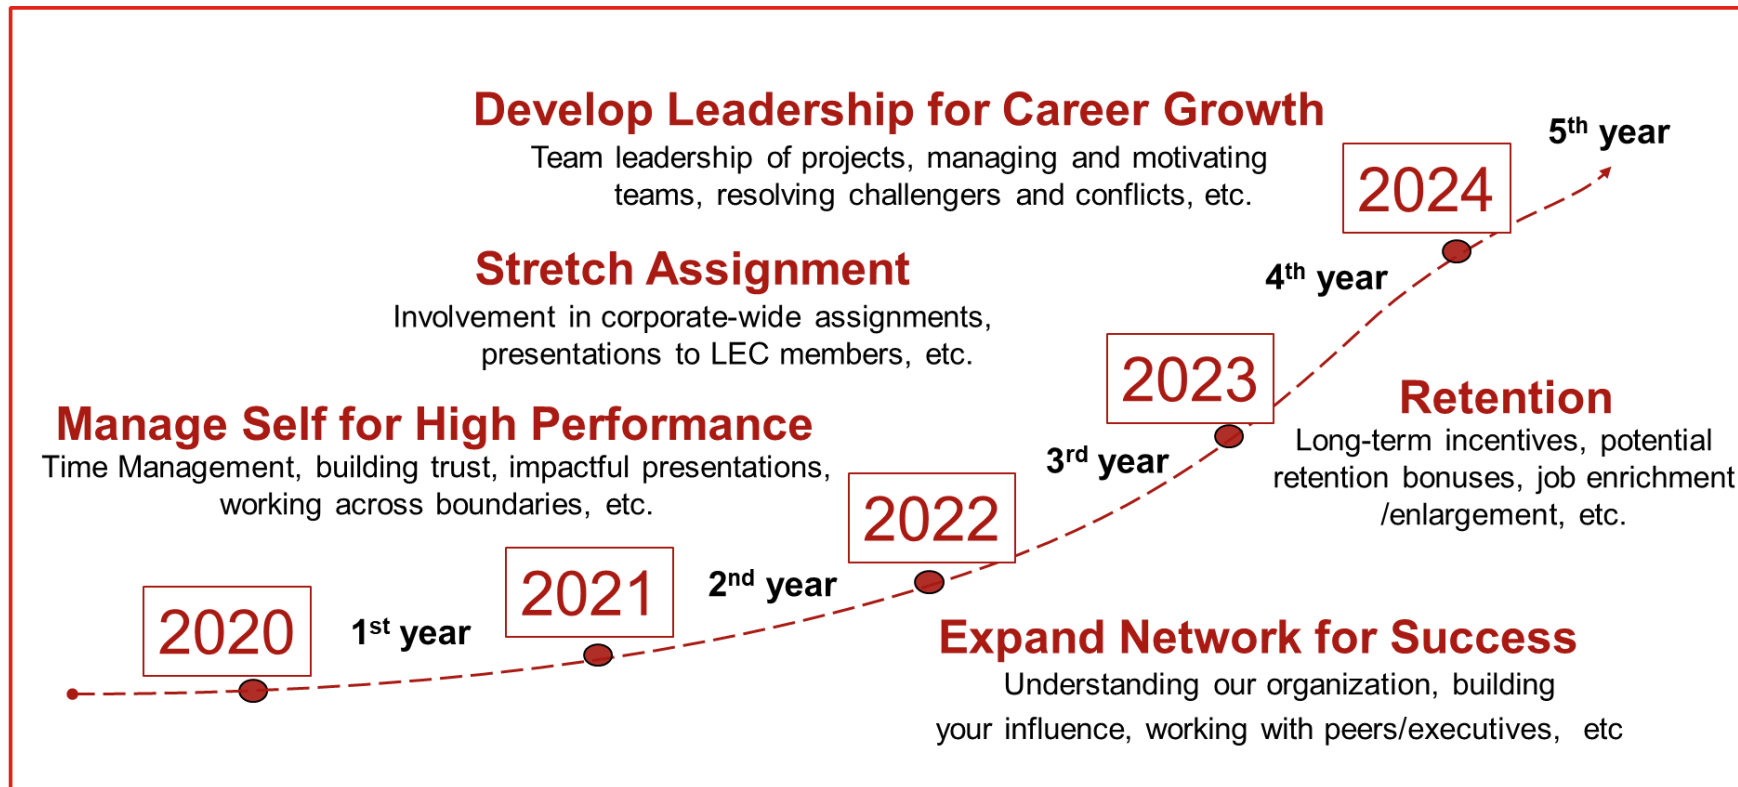 Develop Leadership for Career Growth
Team leadership of projects, managing and motivating
teams, resolving challengers and conflicts, etc.
5th year
2024
Stretch Assignment
Involvement in corporate-wide assignments,
presentations to LEC members, etc.
4th year
2023
Manage Self for High Performance
Time Management, building trust, impactful presentations,
working across boundaries, etc.
3rd year
Retention
Long-term incentives, potential
retention bonuses, job enrichment
/enlargement, etc.
2022
2nd year
2021
1st year
2020
Expand Network for Success
Understanding our organization, building
your influence, working with peers/executives, etc